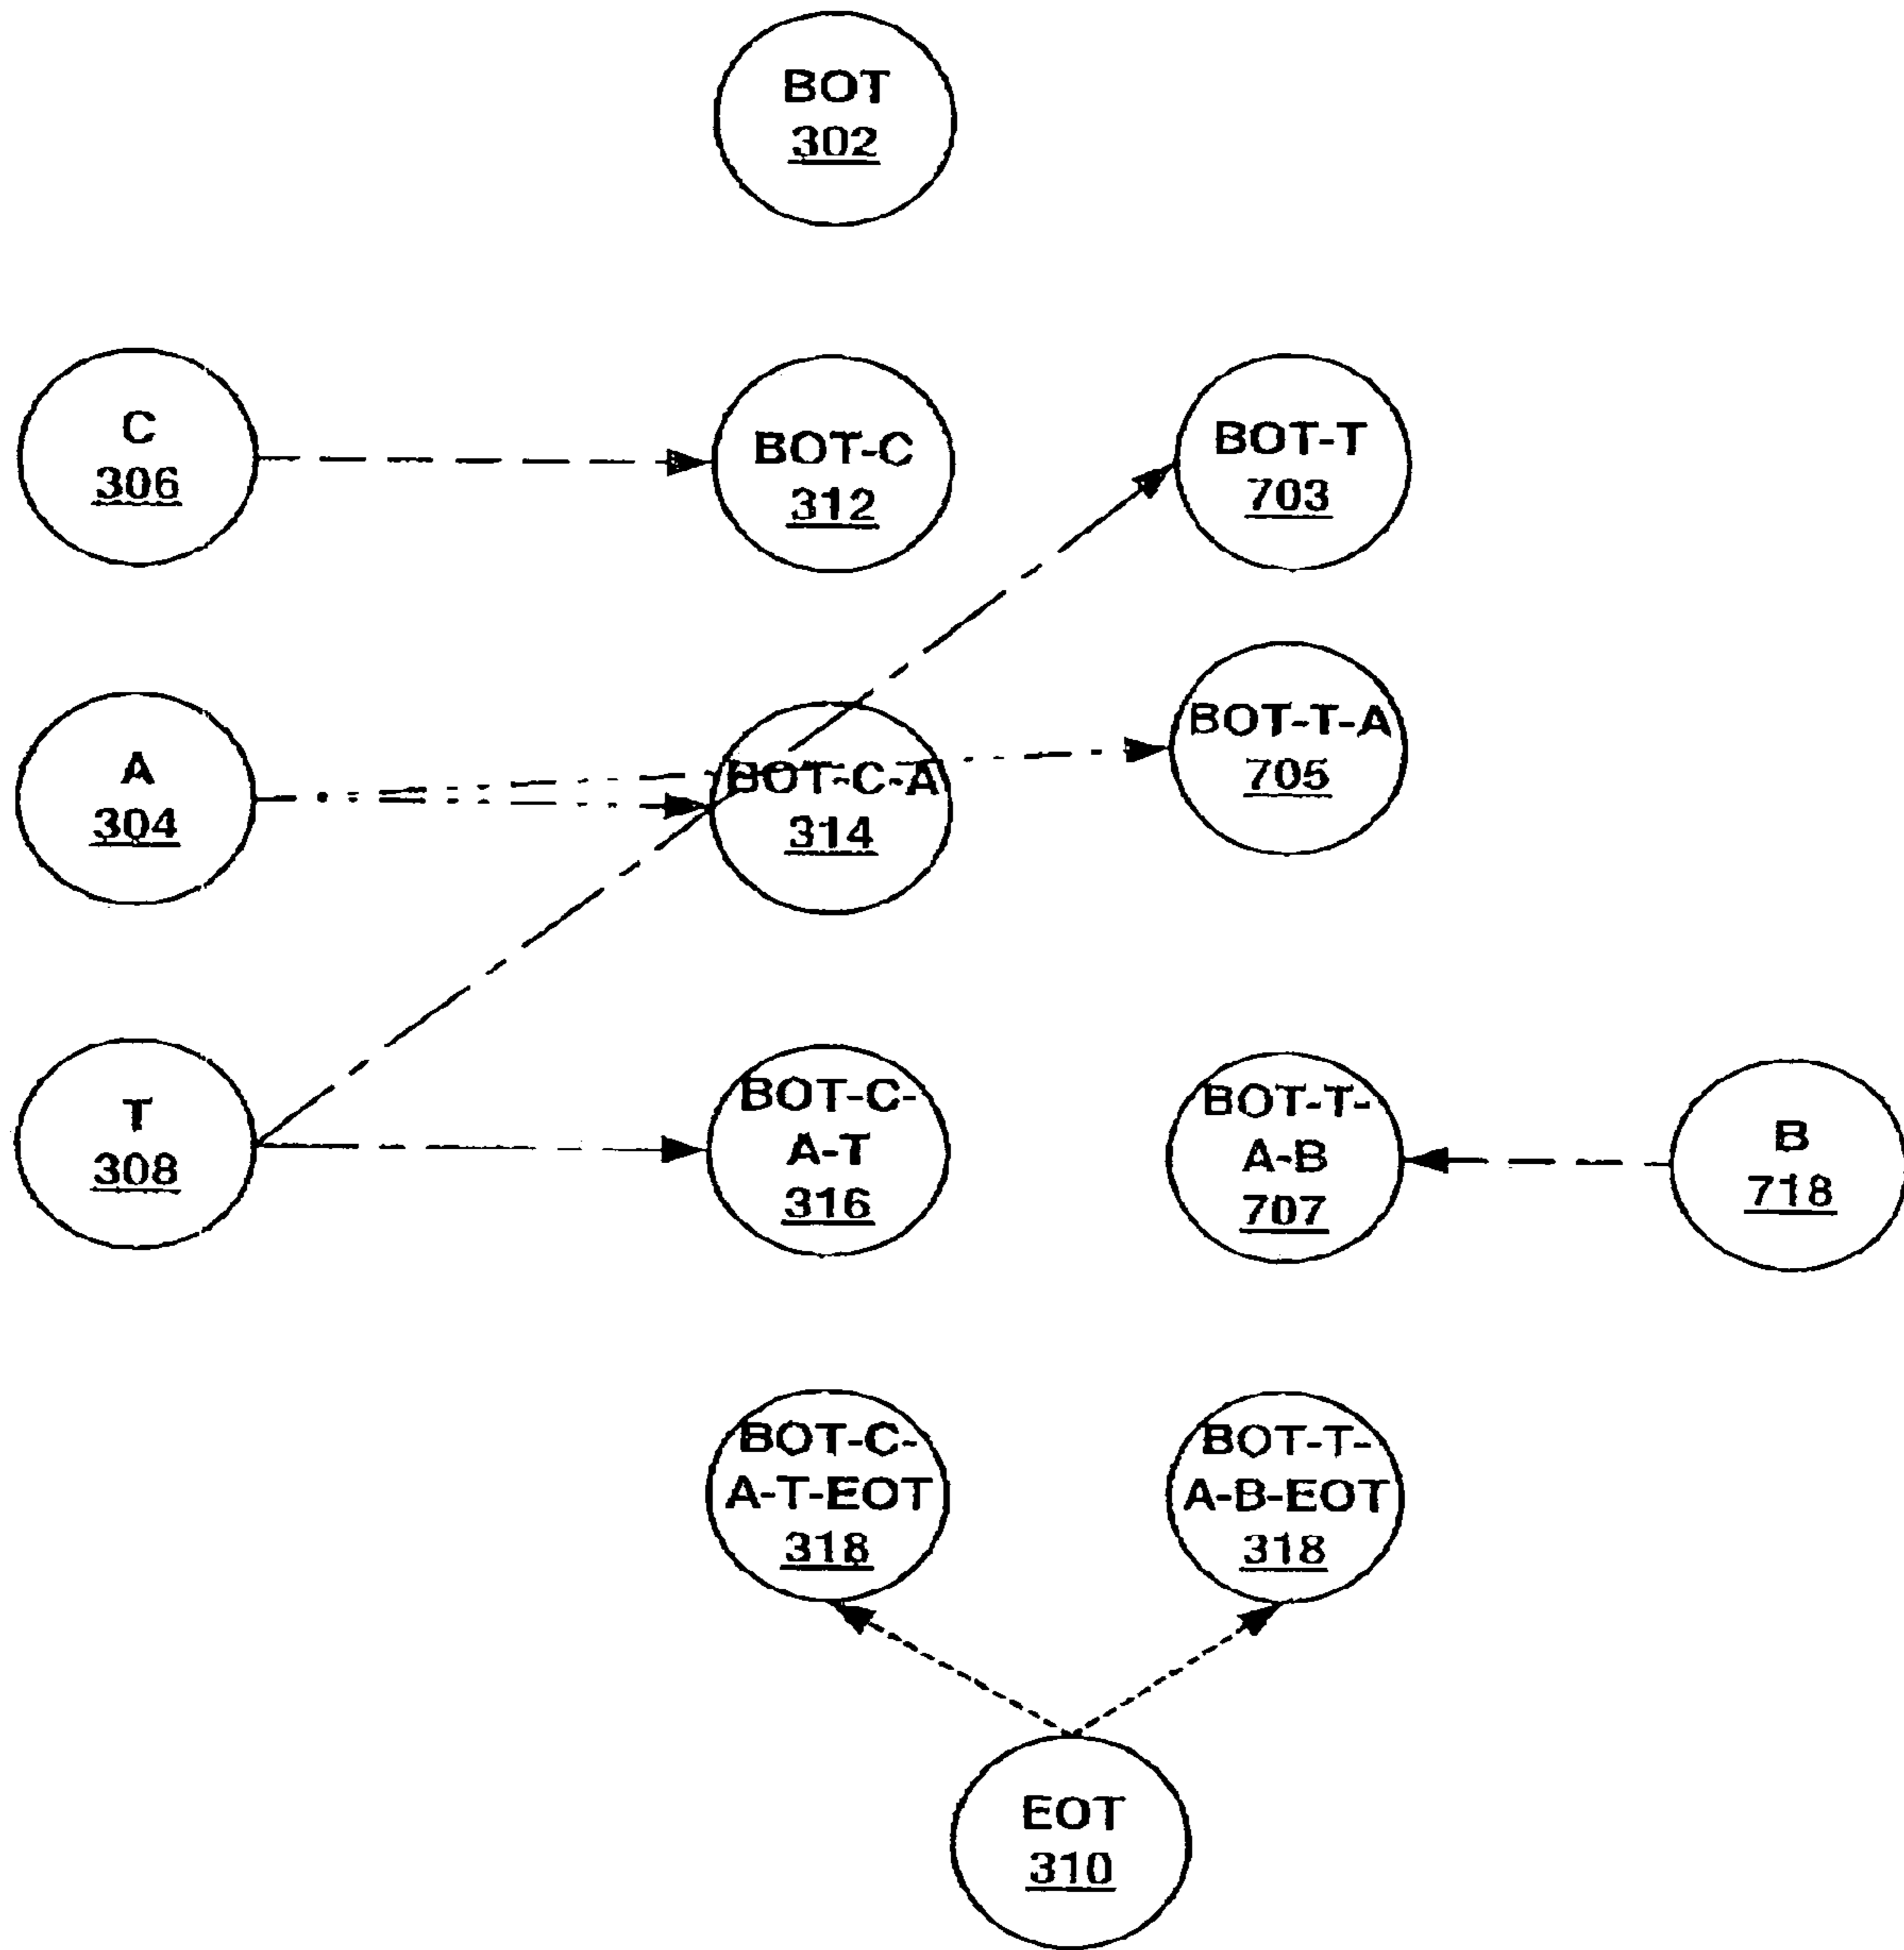 BOT
302
C
306
BOT-C
312
BOT-T
703
A
304
BOT-C-A
314
BOT-T-A
705
T
308
BOT-C-
A-T
316
BOT-T-
A-B
707
B
718
BOT-C-
A-T-EOT
318
BOT-T-
A-B-EOT
318
EOT
310